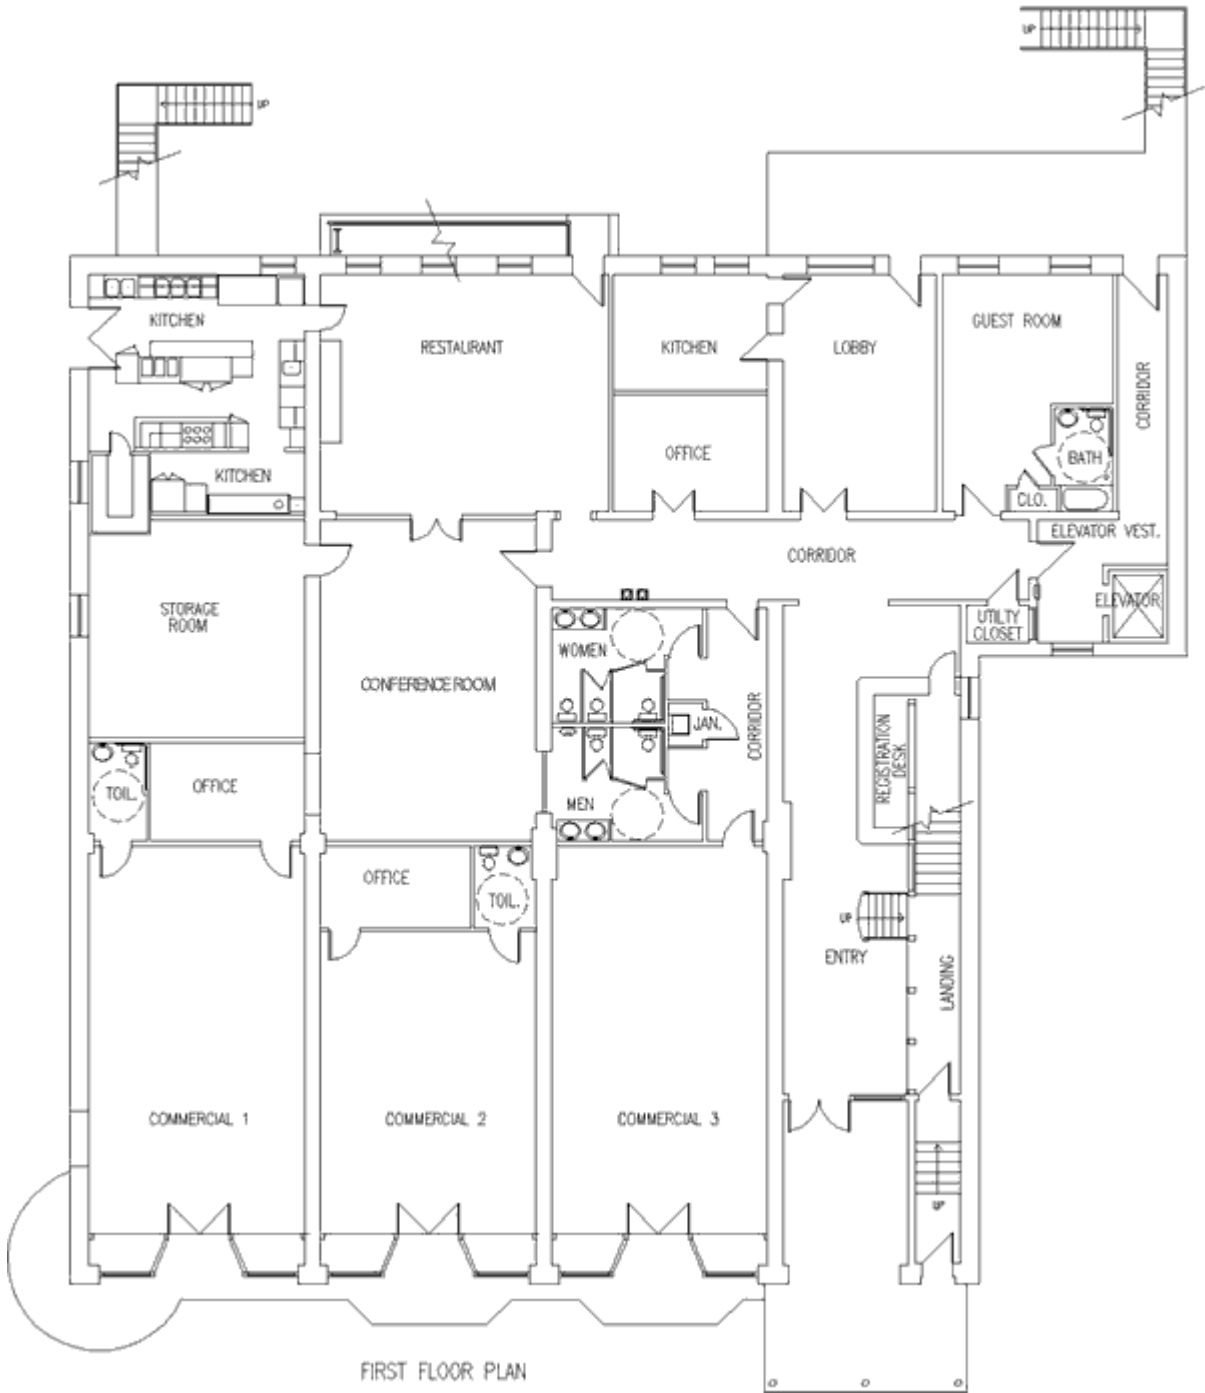 UP
UP
KITCHEN
RESTAURANT
KITCHEN
LOBBY
GUEST ROOM
CORRIDOR
OFFICE
BATH
KITCHEN
CLO.
ELEVATOR VEST.
CORRIDOR
STORAGE
ROOM
ELEVATOR
UTILTY
CLOSET
WOMEN
CONFERENCE ROOM
JAN.
CORRIDOR
REGISTRATION
DESK
TOIL.
OFFICE
MEN
OFFICE
TOIL.
UP
ENTRY
LANDING
COMMERCIAL 1
COMMERCIAL 2
COMMERCIAL 3
UP
FIRST FLOOR PLAN